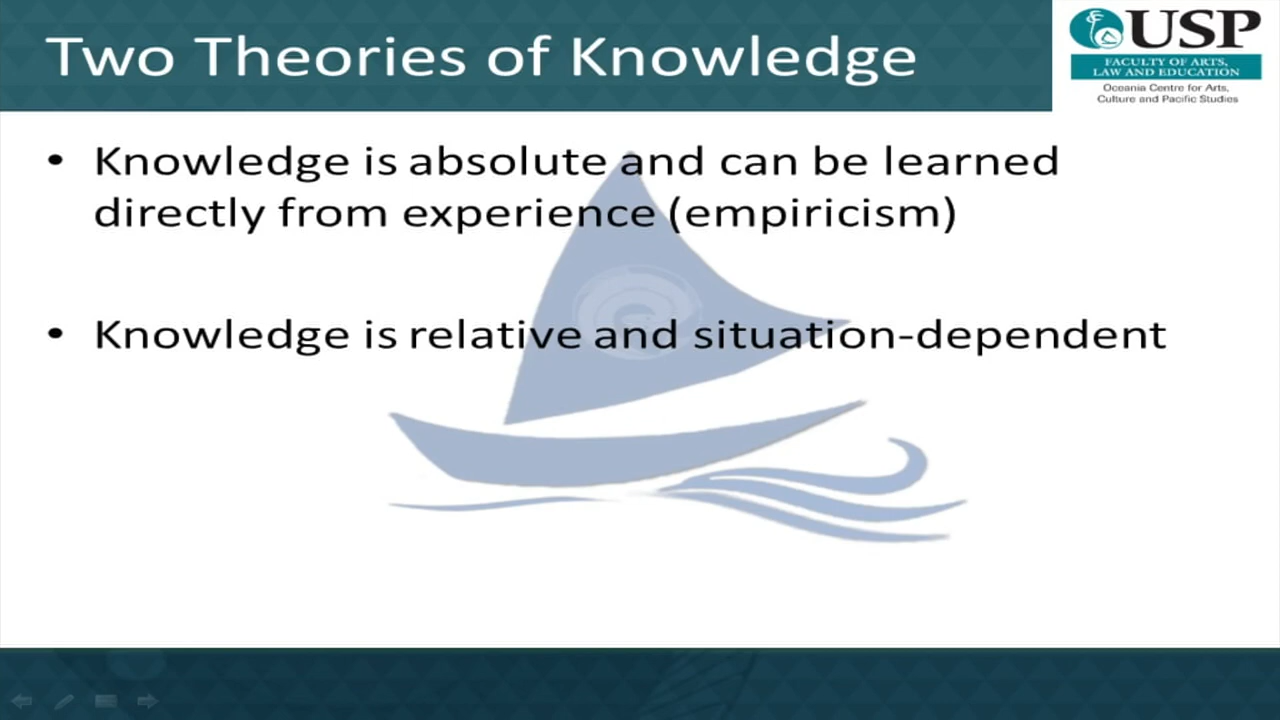 Two Theories of Knowledge
USP
FACULTY OF ARTS,
LAW AND EDUCATION
Oceania Centre for Arts,
Culture and Pacific Studies
• Knowledge is absolute and can be learned
directly from experience (empiricism)
• Knowledge is relative and situation-dependent